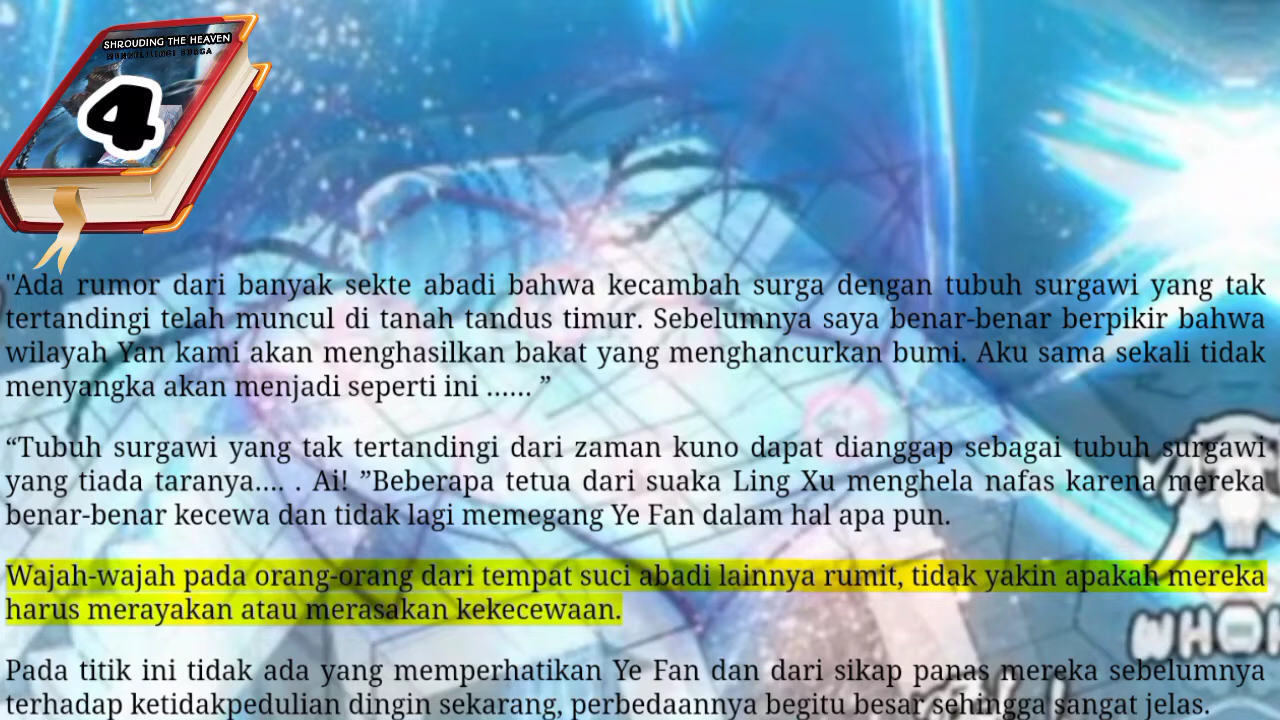 SHROUDING THE HEAVEN
MENGELILINGI SURGA
4
"Ada rumor dari banyak sekte abadi bahwa kecambah surga dengan tubuh surgawi yang tak
tertandingi telah muncul di tanah tandus timur. Sebelumnya saya benar-benar berpikir bahwa
wilayah Yan kami akan menghasilkan bakat yang menghancurkan bumi. Aku sama sekali tidak
menyangka akan menjadi seperti ini ...... ”
“Tubuh surgawi yang tak tertandingi dari zaman kuno dapat dianggap sebagai tubuh surgawi
yang tiada taranya.... . Ai! ”Beberapa tetua dari suaka Ling Xu menghela nafas karena mereka
benar-benar kecewa dan tidak lagi memegang Ye Fan dalam hal apa pun.
Wajah-wajah pada orang-orang dari tempat suci abadi lainnya rumit, tidak yakin apakah mereka
harus merayakan atau merasakan kekecewaan.
WHO
Pada titik ini tidak ada yang memperhatikan Ye Fan dan dari sikap panas mereka sebelumnya
terhadap ketidakpedulian dingin sekarang, perbedaannya begitu besar sehingga sangat jelas.